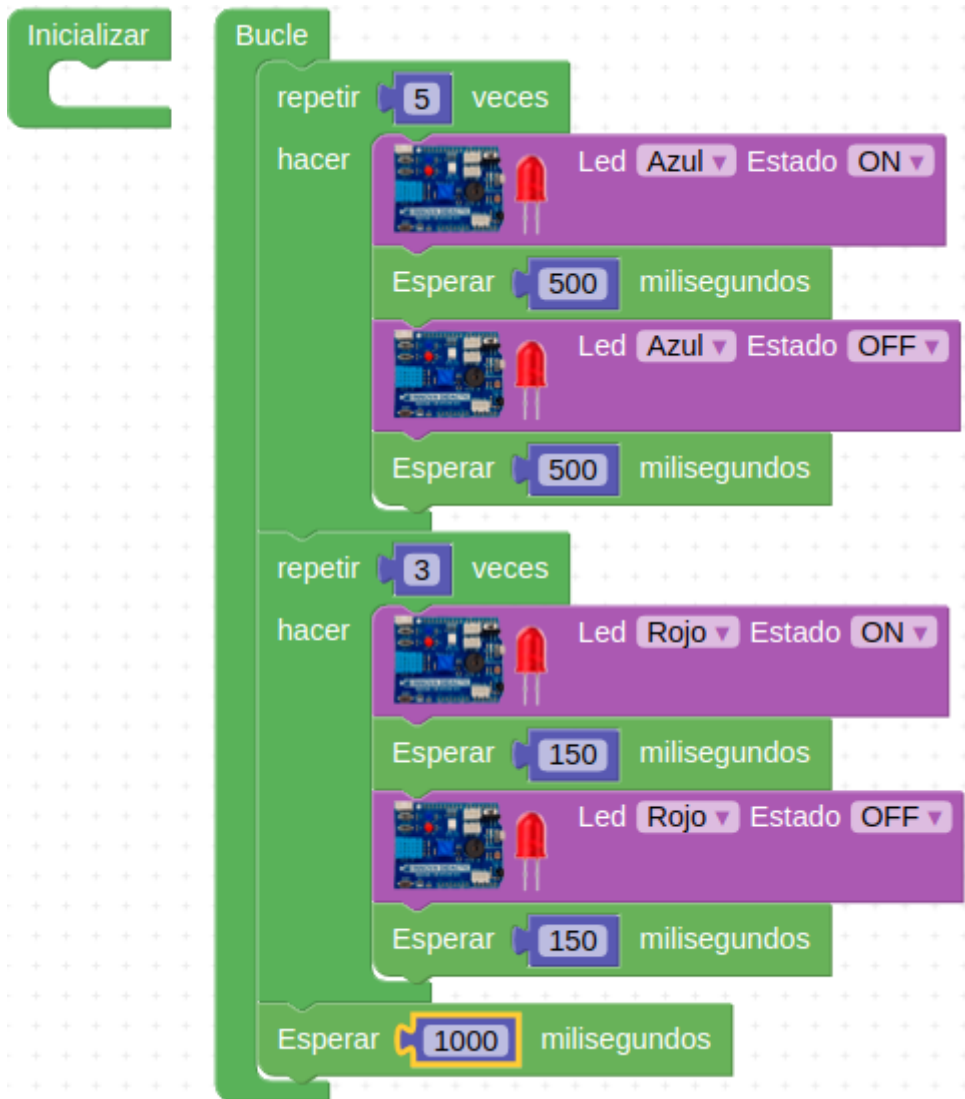 Inicializar
Bucle
repetir 5 veces
hacer
Led Azul Estado ON
Esperar 500 milisegundos
Led Azul Estado OFF
Esperar 500 milisegundos
repetir 3 veces
hacer
Led Rojo Estado ON
Esperar 150 milisegundos
Led Rojo Estado OFF
Esperar 150 milisegundos
Esperar 1000 milisegundos